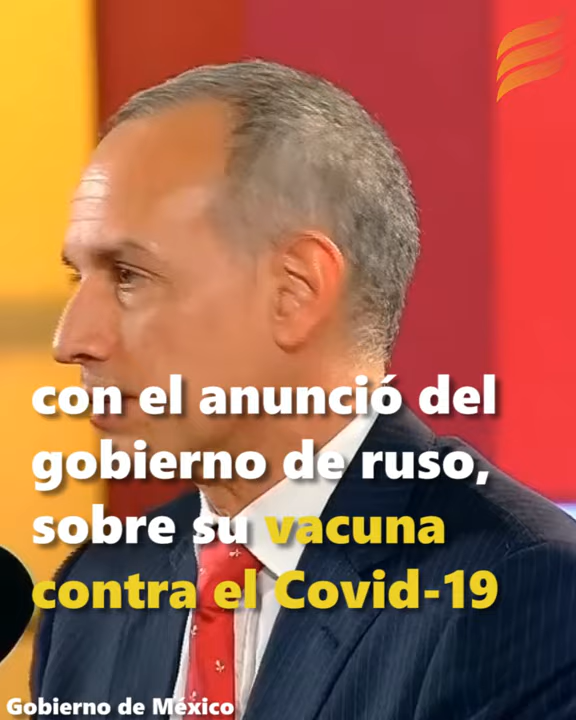 con el anunció del
gobierno de ruso,
sobre su vacuna
contra el Covid-19
Gobierno de México